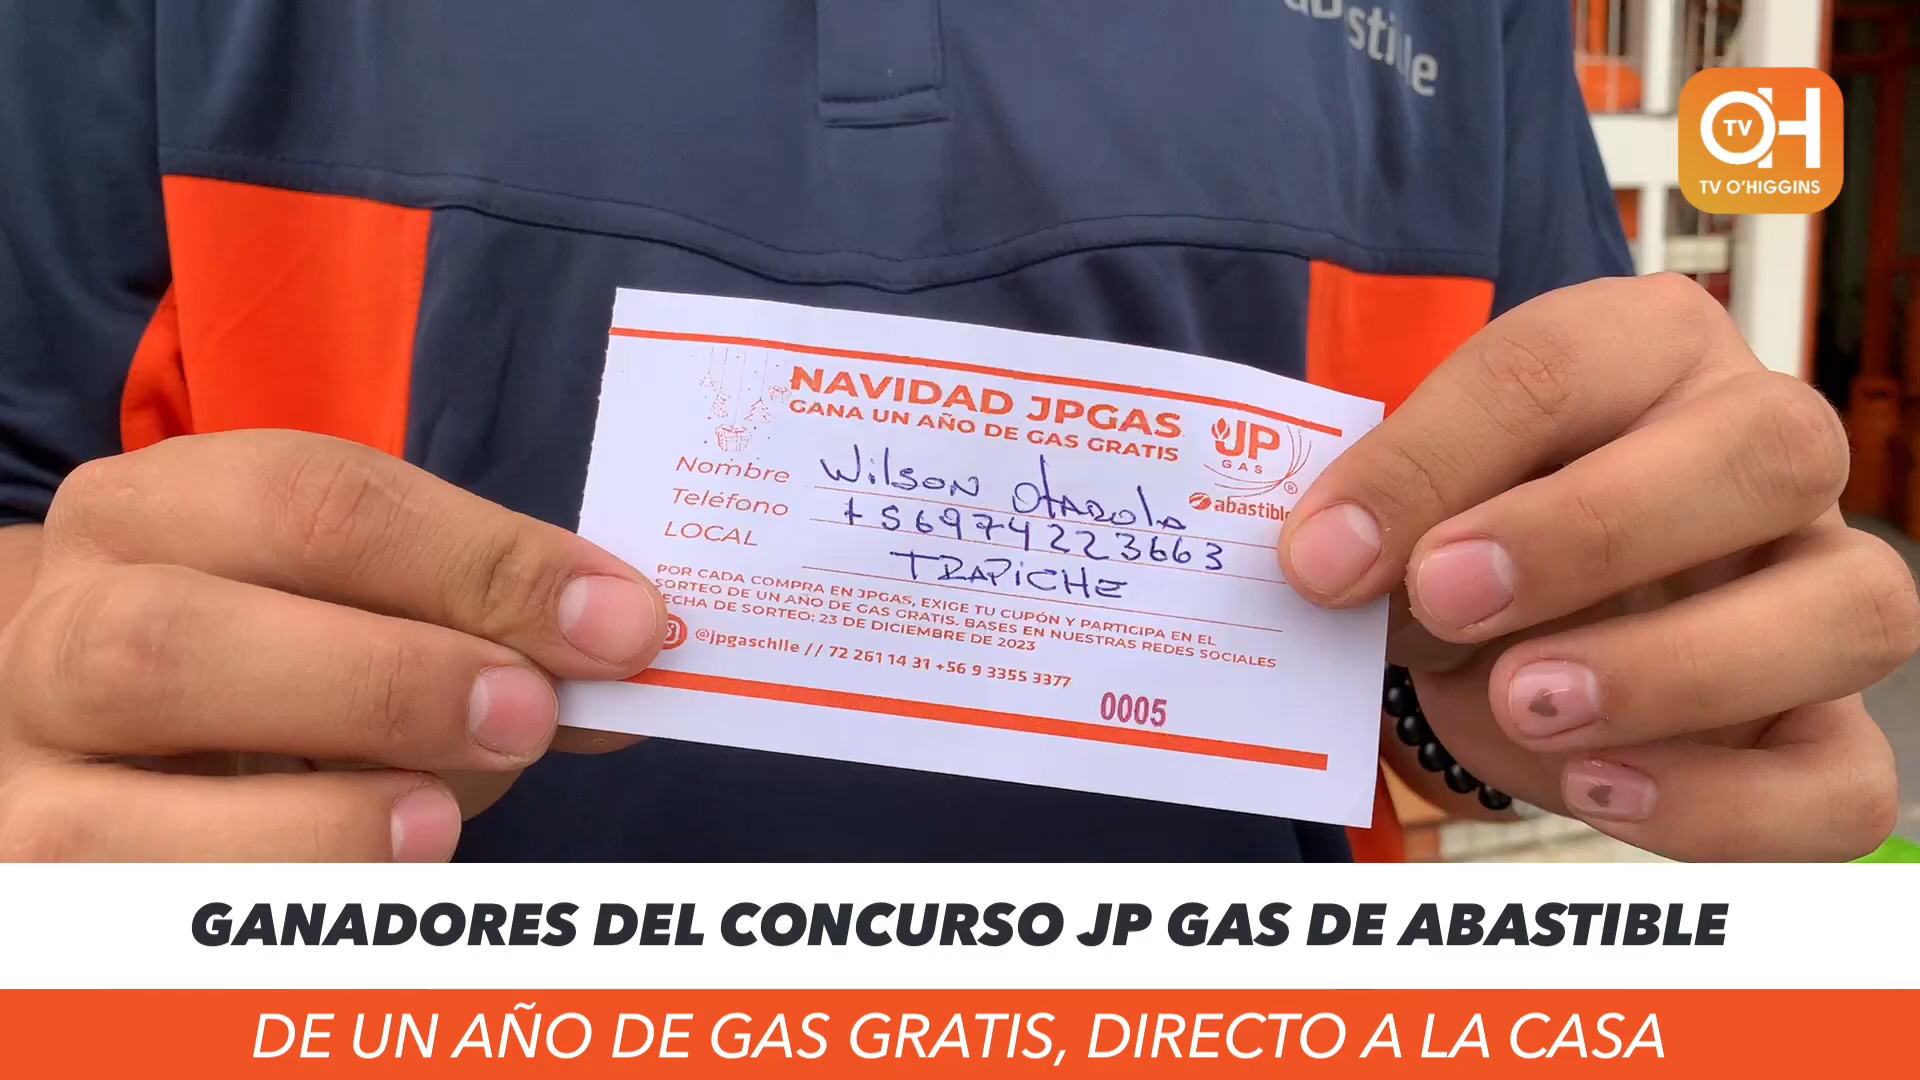 abastible
TV
OH
TV O'HIGGINS
NAVIDAD JPGAS
GANA UN AÑO DE GAS GRATIS
JP
GAS
®
abastible
Nombre Wilson Otarola
Teléfono +56974223663
LOCAL TRAPICHE
POR CADA COMPRA EN JPGAS, EXIGE TU CUPÓN Y PARTICIPA EN EL
SORTEO DE UN AÑO DE GAS GRATIS. BASES EN NUESTRAS REDES SOCIALES
FECHA DE SORTEO: 23 DE DICIEMBRE DE 2023
@jpgaschile // 72 261 14 31 +56 9 3355 3377
0005
GANADORES DEL CONCURSO JP GAS DE ABASTIBLE
DE UN AÑO DE GAS GRATIS, DIRECTO A LA CASA